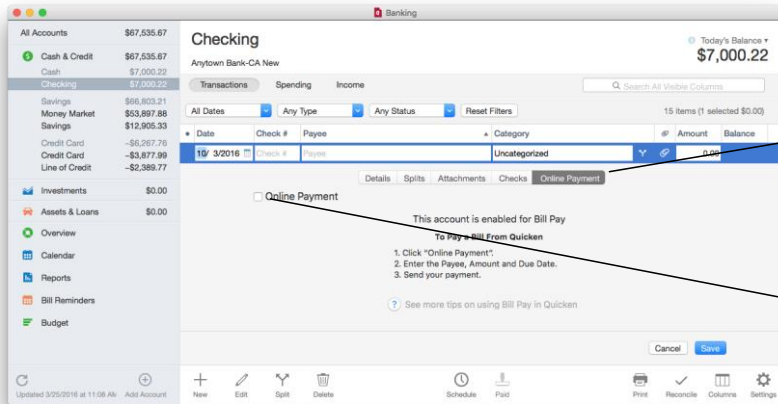 Banking
All Accounts $67,535.67
Cash & Credit $67,535.67
Cash $7,000.22
Checking $7,000.22
Savings $66,803.21
Money Market $53,897.88
Savings $12,905.33
Credit Card –$6,267.76
Credit Card –$3,877.99
Line of Credit –$2,389.77
Investments $0.00
Assets & Loans $0.00
Overview
Calendar
Reports
Bill Reminders
Budget
Updated 3/25/2016 at 11:08 AM Add Account
Checking
Today's Balance
$7,000.22
Anytown Bank-CA New
Transactions Spending Income
Search All Visible Columns
All Dates Any Type Any Status Reset Filters
15 items (1 selected $0.00)
Date Check # Payee Category Amount Balance
10/ 3/2016 Check # Payee Uncategorized 0.00
Details Splits Attachments Checks Online Payment
Online Payment
This account is enabled for Bill Pay
To Pay a Bill From Quicken
1. Click "Online Payment".
2. Enter the Payee, Amount and Due Date.
3. Send your payment.
? See more tips on using Bill Pay in Quicken
Cancel Save
New Edit Split Delete Schedule Paid Print Reconcile Columns Settings